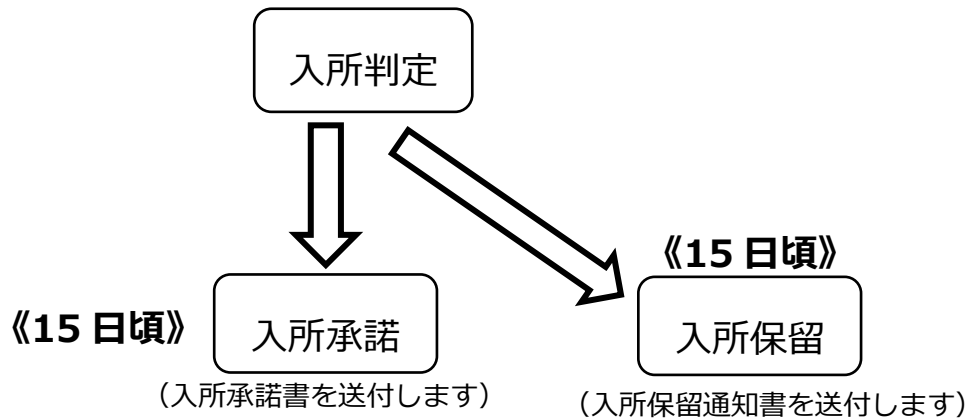 入所判定
《15 日頃》
《15 日頃》
入所承諾
入所保留
（入所承諾書を送付します）
（入所保留通知書を送付します）